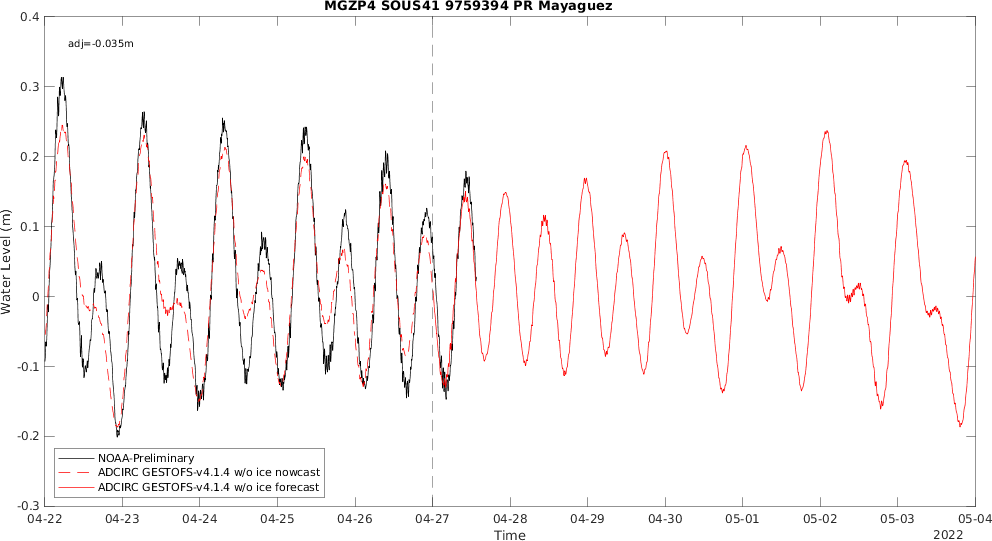 MGZP4 SOUS41 9759394 PR Mayaguez
0.4
adj=-0.035m
0.3
0.2
0.1
Water Level (m)
0
-0.1
-0.2
NOAA-Preliminary
ADCIRC GESTOFS-v4.1.4 w/o ice nowcast
ADCIRC GESTOFS-v4.1.4 w/o ice forecast
-0.3
04-22 04-23 04-24 04-25 04-26 04-27 04-28 04-29 04-30 05-01 05-02 05-03 05-04
Time
2022